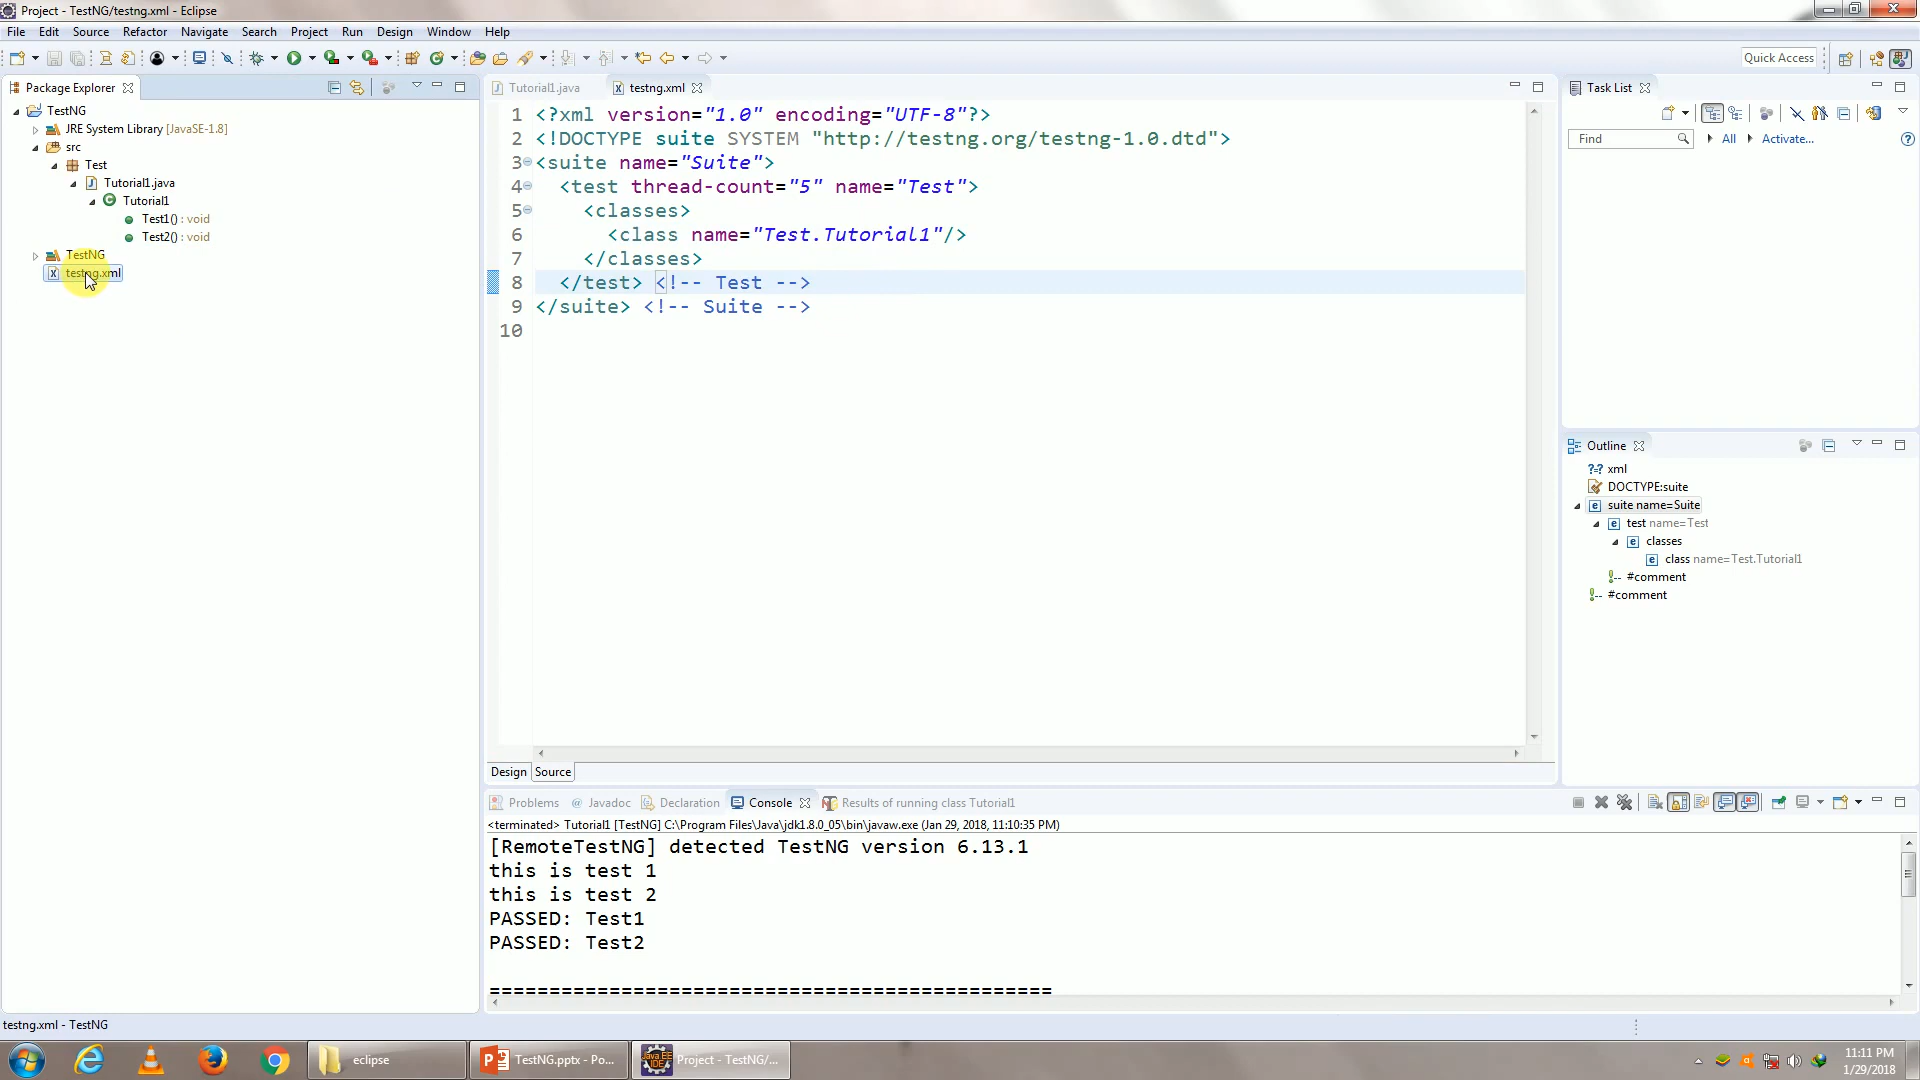 Project - TestNG/testng.xml - Eclipse
File Edit Source Refactor Navigate Search Project Run Design Window Help
Quick Access
Package Explorer
TestNG
JRE System Library [JavaSE-1.8]
src
Test
Tutorial1.java
Tutorial1
Test1() : void
Test2() : void
TestNG
testng.xml
Tutorial1.java testng.xml
1 <?xml version="1.0" encoding="UTF-8"?>
2 <!DOCTYPE suite SYSTEM "http://testng.org/testng-1.0.dtd">
3 <suite name="Suite">
4 <test thread-count="5" name="Test">
5 <classes>
6 <class name="Test.Tutorial1"/>
7 </classes>
8 </test> <!-- Test -->
9 </suite> <!-- Suite -->
10
Design Source
Task List
Find All Activate...
Outline
xml
DOCTYPE:suite
suite name=Suite
test name=Test
classes
class name=Test.Tutorial1
#comment
#comment
Problems @ Javadoc Declaration Console Results of running class Tutorial1
<terminated> Tutorial1 [TestNG] C:\Program Files\Java\jdk1.8.0_05\bin\javaw.exe (Jan 29, 2018, 11:10:35 PM)
[RemoteTestNG] detected TestNG version 6.13.1
this is test 1
this is test 2
PASSED: Test1
PASSED: Test2
===============================================
testng.xml - TestNG
eclipse
TestNG.pptx - Po...
Project - TestNG/...
11:11 PM
1/29/2018